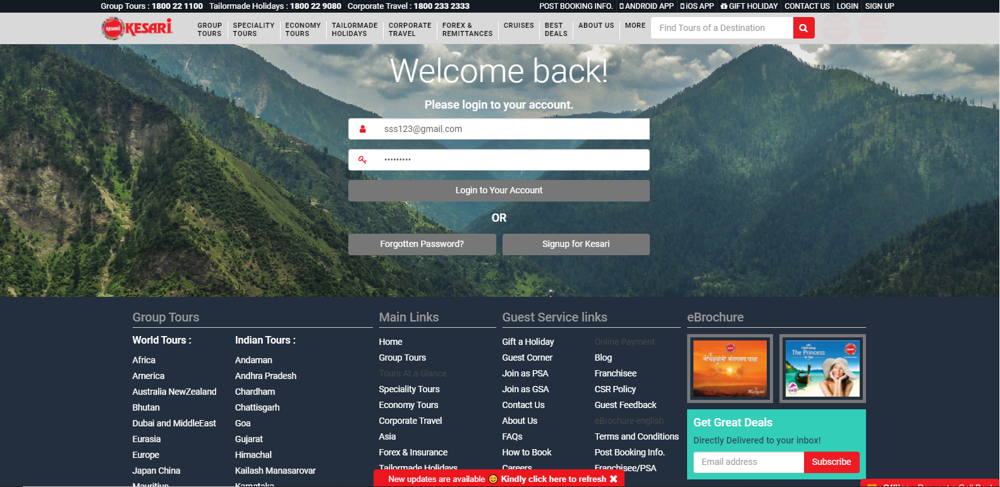 Group Tours : 1800 22 1100 Tailormade Holidays : 1800 22 9080 Corporate Travel : 1800 233 2333
POST BOOKING INFO. ANDROID APP iOS APP GIFT HOLIDAY CONTACT US LOGIN SIGN UP
KESARI
KESARI
GROUP TOURS
SPECIALITY TOURS
ECONOMY TOURS
TAILORMADE HOLIDAYS
CORPORATE TRAVEL
FOREX & REMITTANCES
CRUISES
BEST DEALS
ABOUT US
MORE
Find Tours of a Destination
Welcome back!
Please login to your account.
sss123@gmail.com
•••••••••
Login to Your Account
OR
Forgotten Password?
Signup for Kesari
Group Tours
World Tours :
Africa
America
Australia NewZealand
Bhutan
Dubai and MiddleEast
Eurasia
Europe
Japan China
Mauritius
Indian Tours :
Andaman
Andhra Pradesh
Chardham
Chattisgarh
Goa
Gujarat
Himachal
Kailash Manasarovar
Karnataka
Main Links
Home
Group Tours
Tours At a Glance
Speciality Tours
Economy Tours
Corporate Travel
Asia
Forex & Insurance
Tailormade Holidays
Guest Service links
Gift a Holiday
Guest Corner
Join as PSA
Join as GSA
Contact Us
About Us
FAQs
How to Book
Careers
Online Payment
Blog
Franchisee
CSR Policy
Guest Feedback
eBrochure-english
Terms and Conditions
Post Booking Info.
Franchisee/PSA
eBrochure
मंगलमय यात्रा
Celebrating
The Princess
In You
Get Great Deals
Directly Delivered to your inbox!
Email address
Subscribe
New updates are available Kindly click here to refresh